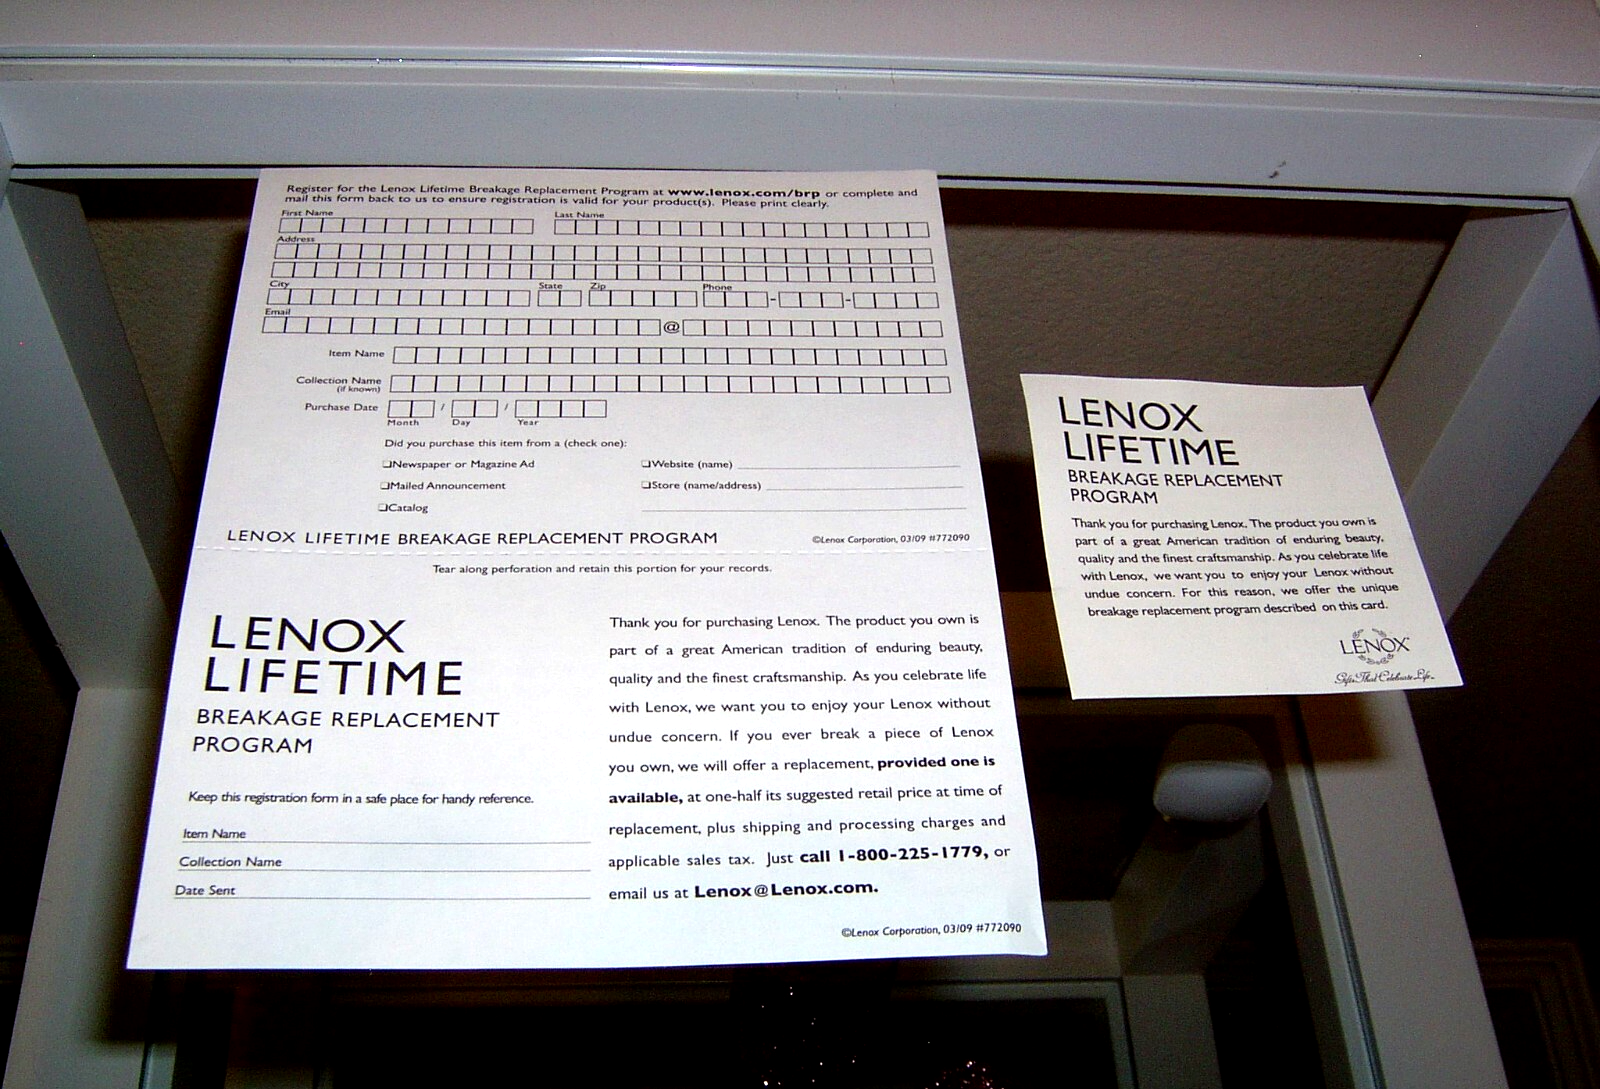 Register for the Lenox Lifetime Breakage Replacement Program at www.lenox.com/brp or complete and
mail this form back to us to ensure registration is valid for your product(s). Please print clearly.
First Name Last Name
Address
City State Zip Phone - -
Email @
Item Name
Collection Name
(if known)
Purchase Date / /
Month Day Year
Did you purchase this item from a (check one):
❏Newspaper or Magazine Ad ❏Website (name)
❏Mailed Announcement ❏Store (name/address)
❏Catalog
LENOX LIFETIME BREAKAGE REPLACEMENT PROGRAM ©Lenox Corporation, 03/09 #772090
Tear along perforation and retain this portion for your records.
LENOX
LIFETIME
BREAKAGE REPLACEMENT
PROGRAM
Keep this registration form in a safe place for handy reference.
Item Name
Collection Name
Date Sent
Thank you for purchasing Lenox. The product you own is
part of a great American tradition of enduring beauty,
quality and the finest craftsmanship. As you celebrate life
with Lenox, we want you to enjoy your Lenox without
undue concern. If you ever break a piece of Lenox
you own, we will offer a replacement, provided one is
available, at one-half its suggested retail price at time of
replacement, plus shipping and processing charges and
applicable sales tax. Just call 1-800-225-1779, or
email us at Lenox@Lenox.com.
©Lenox Corporation, 03/09 #772090
LENOX
LIFETIME
BREAKAGE REPLACEMENT
PROGRAM
Thank you for purchasing Lenox. The product you own is
part of a great American tradition of enduring beauty,
quality and the finest craftsmanship. As you celebrate life
with Lenox, we want you to enjoy your Lenox without
undue concern. For this reason, we offer the unique
breakage replacement program described on this card.
LENOX
Gifts That Celebrate Life